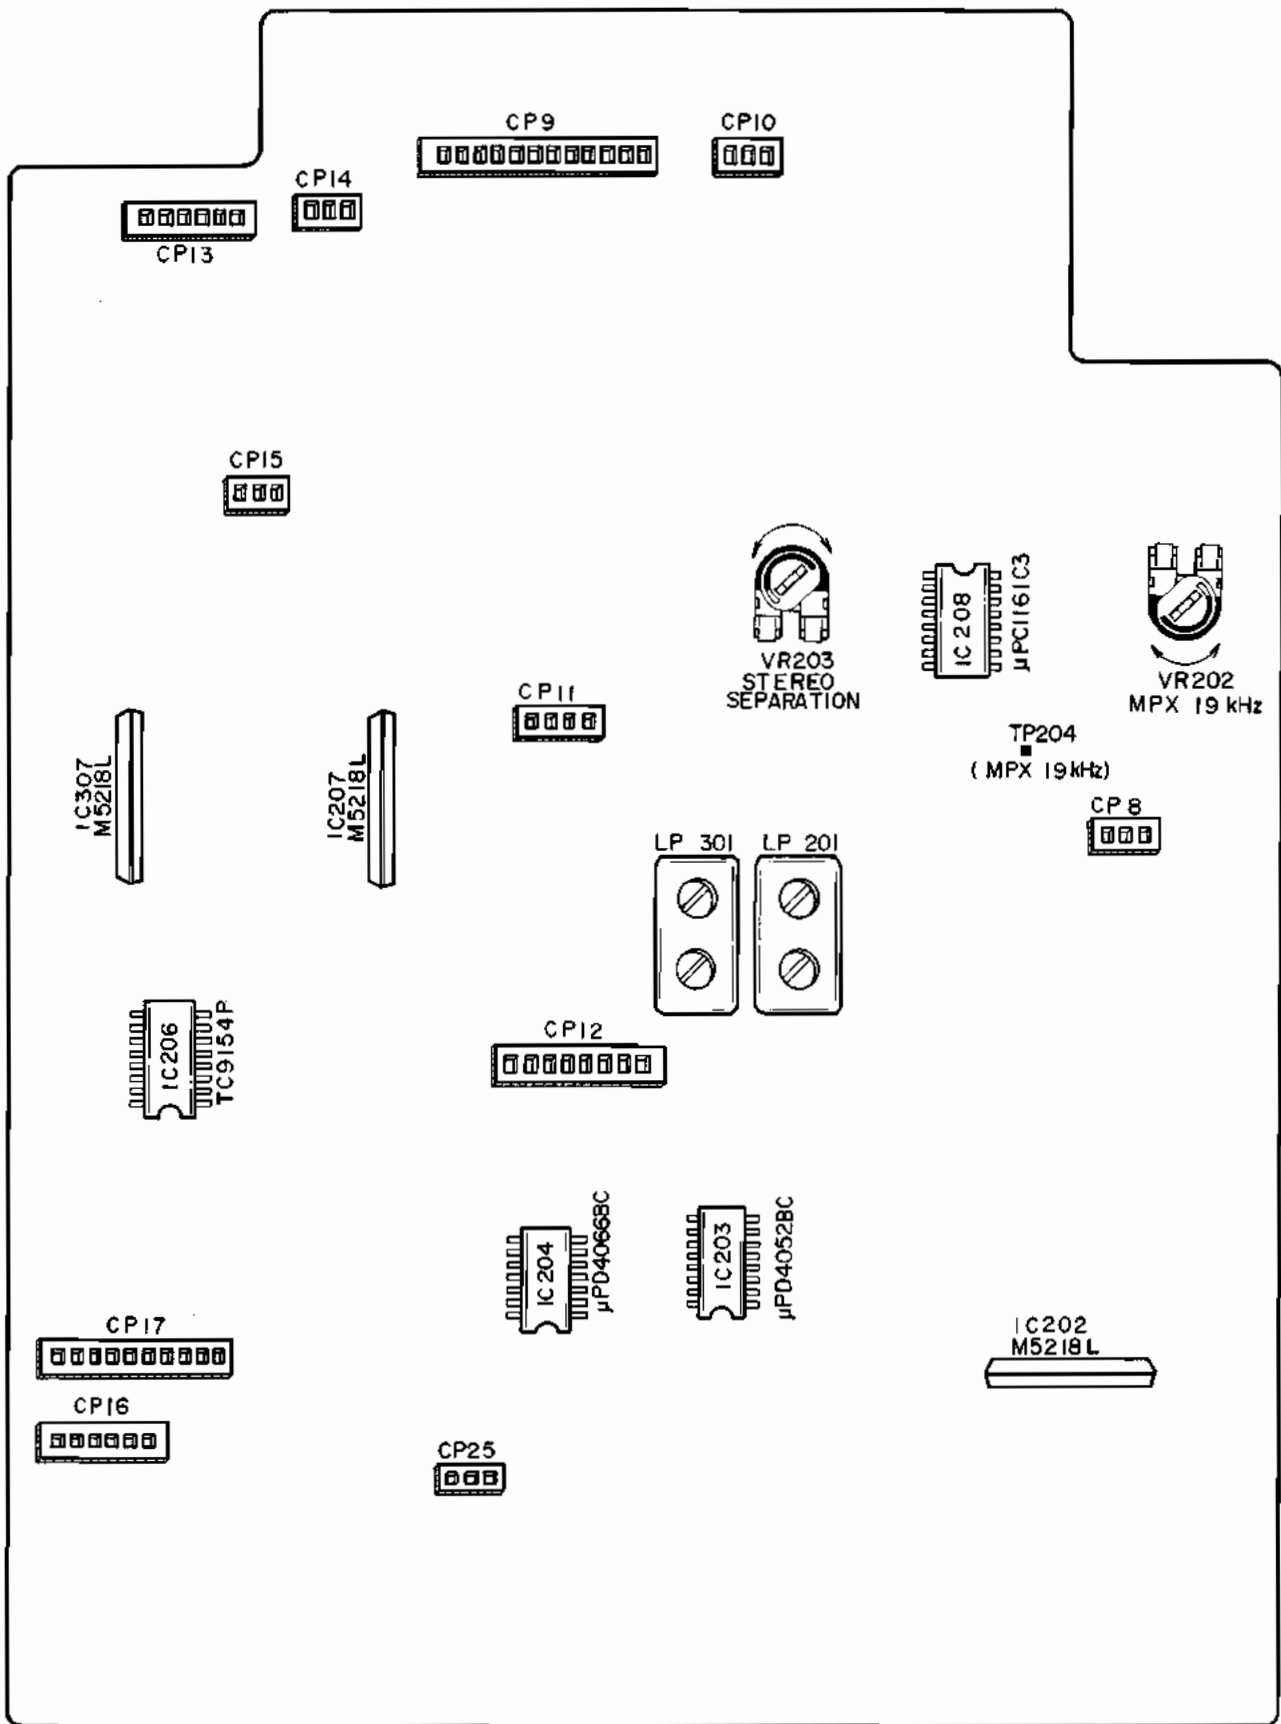 CP9
CP10
CP14
CP13
CP15
VR203
STEREO
SEPARATION
IC208
µPC1161C3
VR202
MPX 19 kHz
CP11
TP204
(MPX 19kHz)
IC307
M5218L
IC207
M5218L
CP8
LP 301
LP 201
IC206
TC9154P
CP12
IC204
µPD4066BC
IC203
µPD4052BC
CP17
IC202
M5218L
CP16
CP25